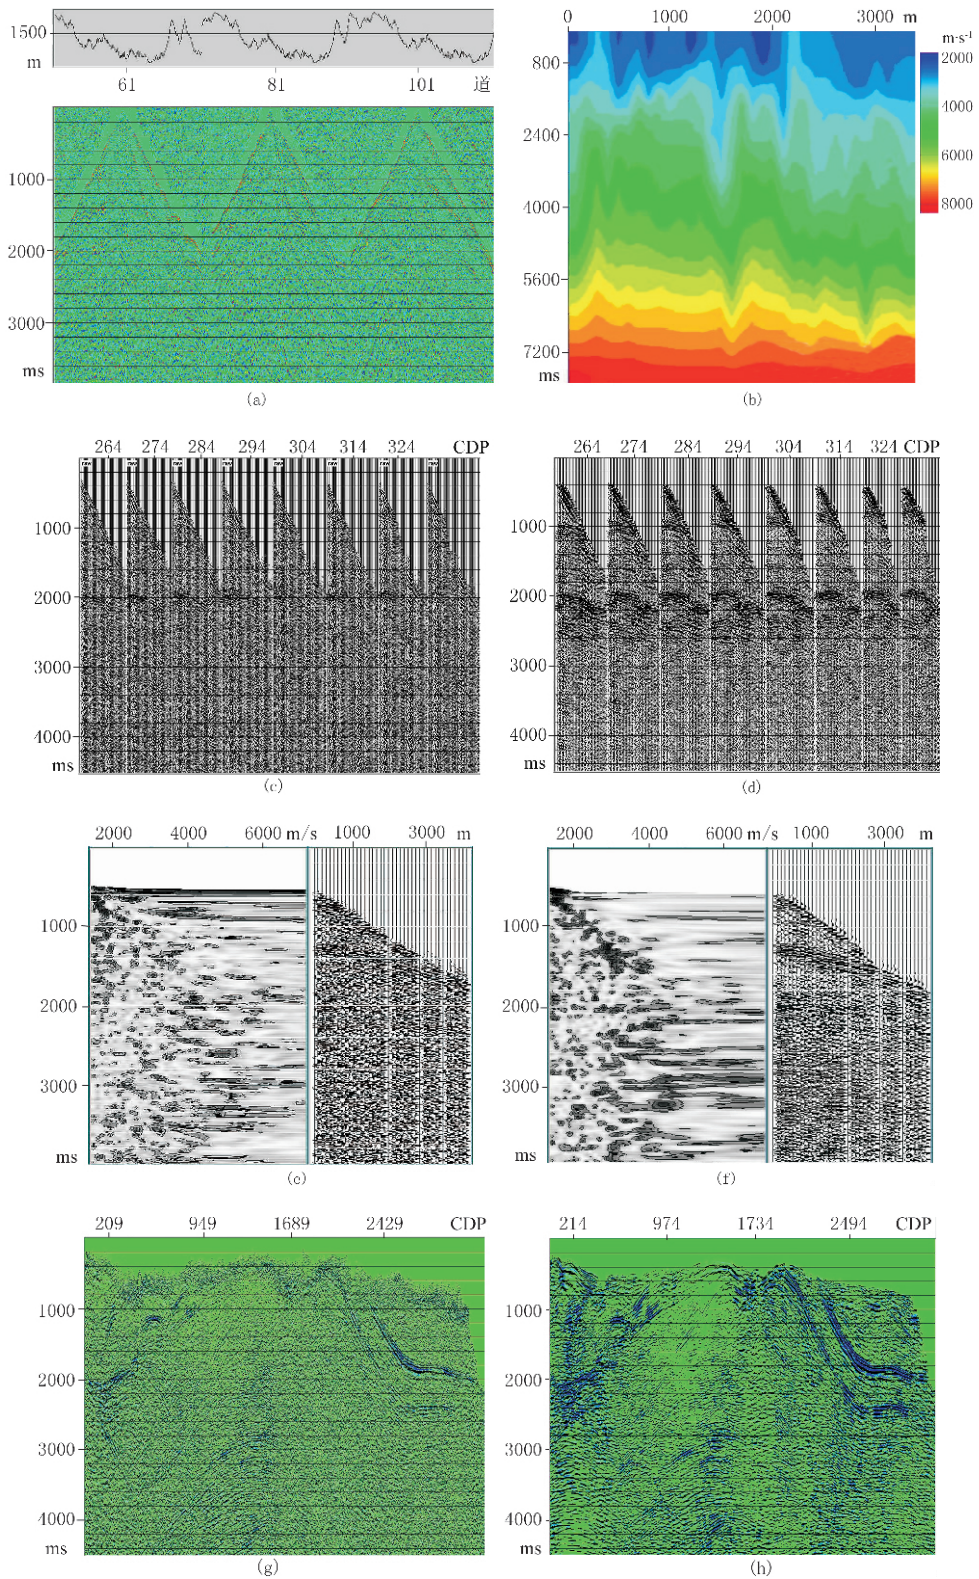 1500
m
61 81 101 道
1000
2000
3000
ms
(a)
0 1000 2000 3000 m
m·s⁻¹
800
2400
4000
5600
7200
ms
2000
4000
6000
8000
(b)
264 274 284 294 304 314 324 CDP
1000
2000
3000
4000
ms
(c)
264 274 284 294 304 314 324 CDP
1000
2000
3000
4000
ms
(d)
2000 4000 6000 m/s 1000 3000 m
1000
2000
3000
ms
(e)
2000 4000 6000 m/s 1000 3000 m
1000
2000
3000
ms
(f)
209 949 1689 2429 CDP
1000
2000
3000
4000
ms
(g)
214 974 1734 2494 CDP
1000
2000
3000
4000
ms
(h)